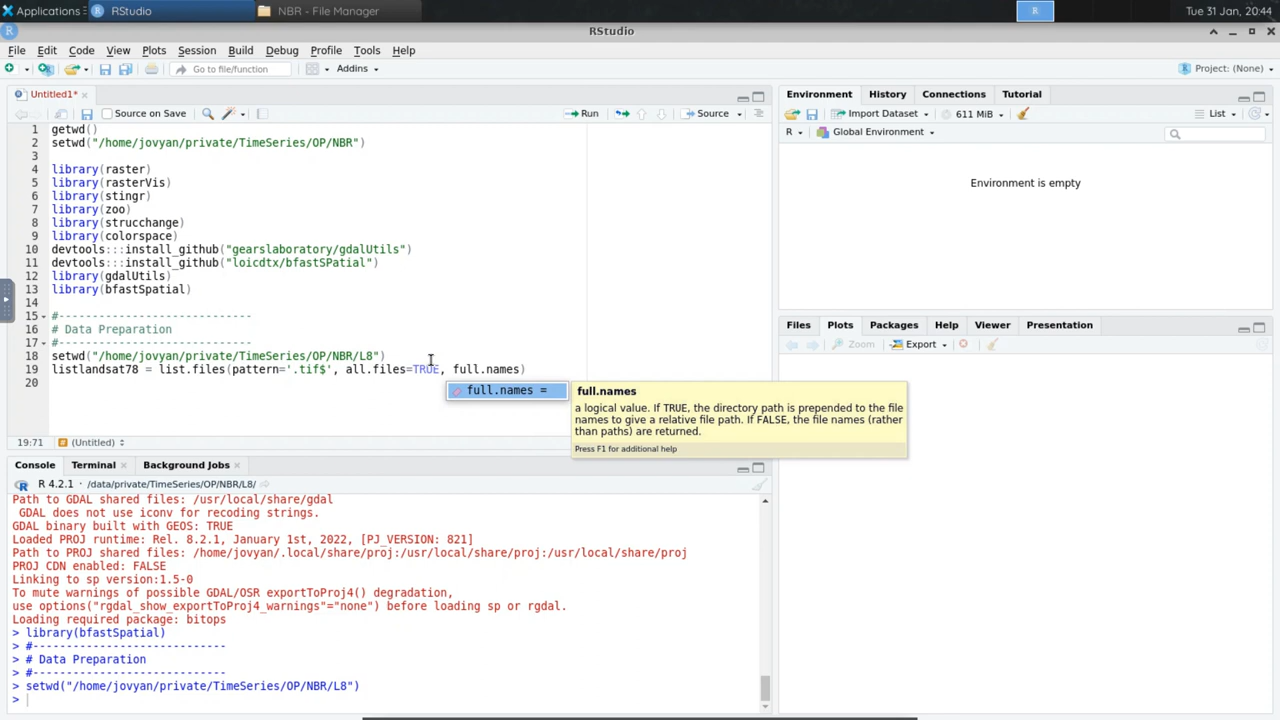 Applications
RStudio
NBR - File Manager
Tue 31 Jan, 20:44
RStudio
File Edit Code View Plots Session Build Debug Profile Tools Help
Go to file/function
Addins
Project: (None)
Untitled1*
Source on Save
Run
Source
1 getwd()
2 setwd("/home/jovyan/private/TimeSeries/OP/NBR")
3
4 library(raster)
5 library(rasterVis)
6 library(stingr)
7 library(zoo)
8 library(strucchange)
9 library(colorspace)
10 devtools:::install_github("gearslaboratory/gdalUtils")
11 devtools:::install_github("loicdtx/bfastSPatial")
12 library(gdalUtils)
13 library(bfastSpatial)
14
15 #----------------------------
16 # Data Preparation
17 #----------------------------
18 setwd("/home/jovyan/private/TimeSeries/OP/NBR/L8")
19 listlandsat78 = list.files(pattern='.tif$', all.files=TRUE, full.names)
20
full.names =
full.names
a logical value. If TRUE, the directory path is prepended to the file
names to give a relative file path. If FALSE, the file names (rather
than paths) are returned.
Press F1 for additional help
19:71
(Untitled)
Console Terminal Background Jobs
R 4.2.1 · /data/private/TimeSeries/OP/NBR/L8/
Path to GDAL shared files: /usr/local/share/gdal
GDAL does not use iconv for recoding strings.
GDAL binary built with GEOS: TRUE
Loaded PROJ runtime: Rel. 8.2.1, January 1st, 2022, [PJ_VERSION: 821]
Path to PROJ shared files: /home/jovyan/.local/share/proj:/usr/local/share/proj:/usr/local/share/proj
PROJ CDN enabled: FALSE
Linking to sp version:1.5-0
To mute warnings of possible GDAL/OSR exportToProj4() degradation,
use options("rgdal_show_exportToProj4_warnings"="none") before loading sp or rgdal.
Loading required package: bitops
> library(bfastSpatial)
> #----------------------------
> # Data Preparation
> #----------------------------
> setwd("/home/jovyan/private/TimeSeries/OP/NBR/L8")
>
Environment History Connections Tutorial
Import Dataset
611 MiB
List
R
Global Environment
Environment is empty
Files Plots Packages Help Viewer Presentation
Zoom
Export